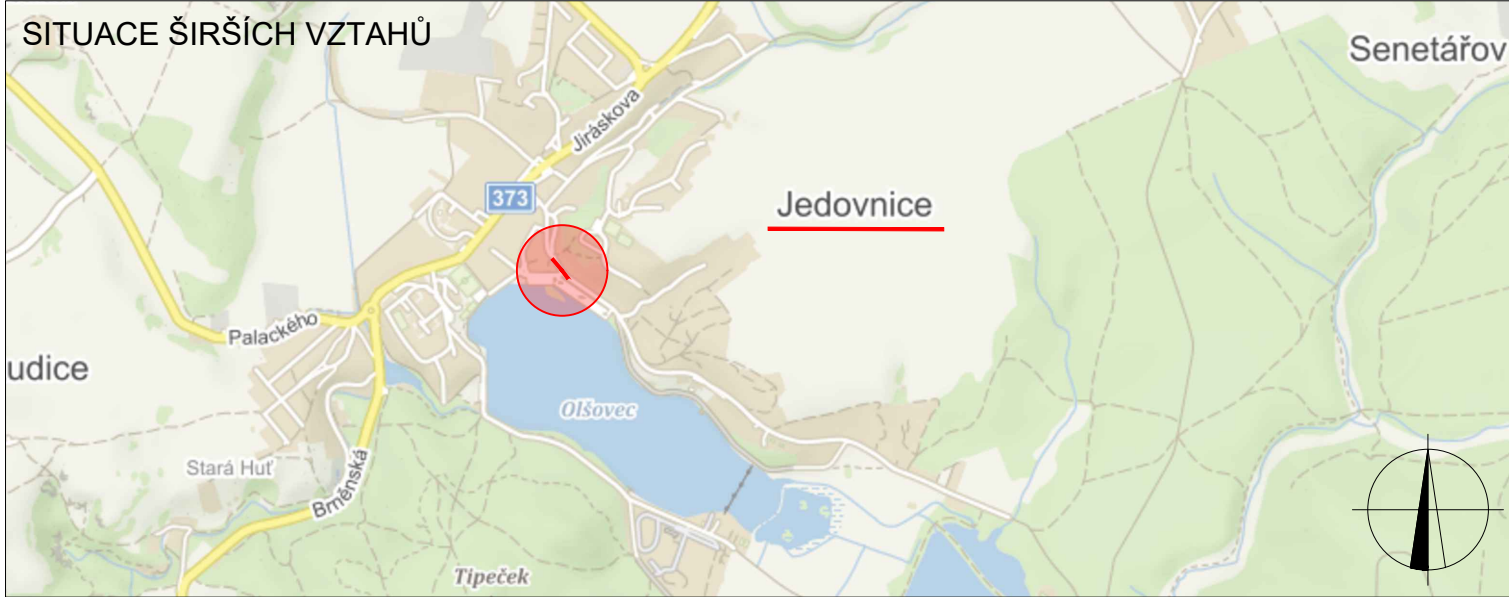 SITUACE ŠIRŠÍCH VZTAHŮ
Senetářov
Jiráskova
373
Jedovnice
Palackého
udice
Olšovec
Stará Huť
Brněnská
Tipeček